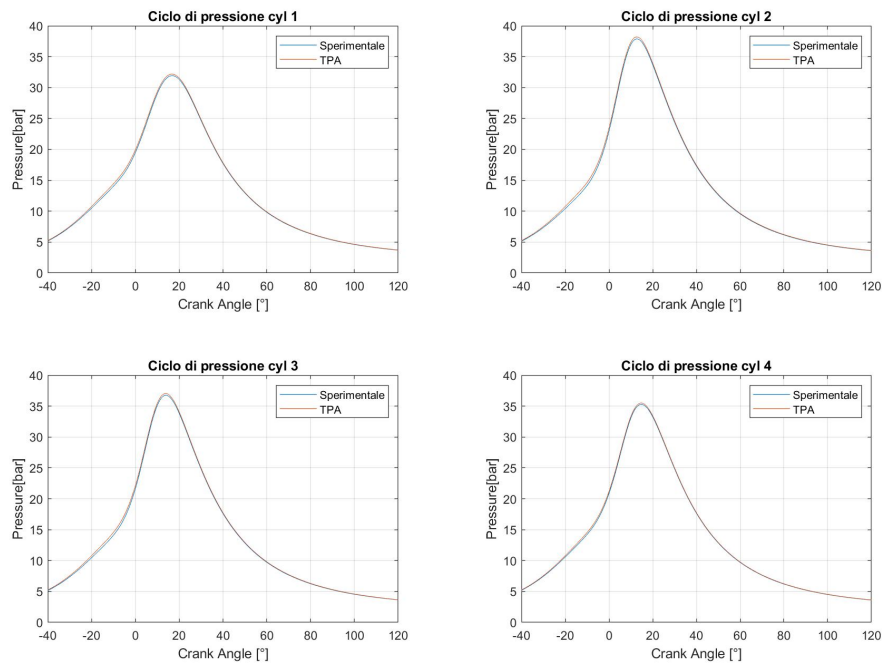 Ciclo di pressione cyl 1
40
35
30
25
20
15
10
5
0
Pressure[bar]
Sperimentale
TPA
-40 -20 0 20 40 60 80 100 120
Crank Angle [°]
Ciclo di pressione cyl 2
40
35
30
25
20
15
10
5
0
Pressure[bar]
Sperimentale
TPA
-40 -20 0 20 40 60 80 100 120
Crank Angle [°]
Ciclo di pressione cyl 3
40
35
30
25
20
15
10
5
0
Pressure[bar]
Sperimentale
TPA
-40 -20 0 20 40 60 80 100 120
Crank Angle [°]
Ciclo di pressione cyl 4
40
35
30
25
20
15
10
5
0
Pressure[bar]
Sperimentale
TPA
-40 -20 0 20 40 60 80 100 120
Crank Angle [°]